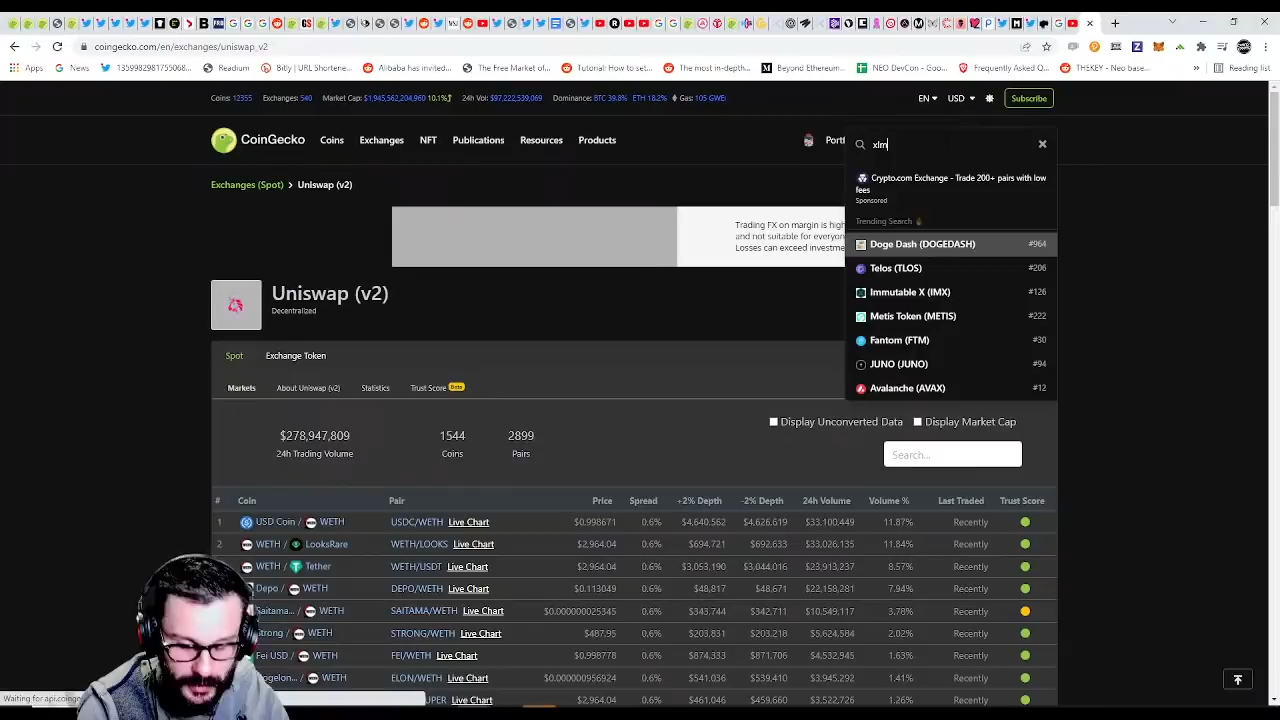 coingecko.com/en/exchanges/uniswap_v2
Apps
News
1359982981755068...
Readium
Bitly | URL Shortene...
Alibaba has invited...
The Free Market of...
Tutorial: How to set...
The most in-depth...
Beyond Ethereum...
NEO DevCon - Goo...
Frequently Asked Q...
THEKEY - Neo base...
»
Reading list
Coins: 12355 Exchanges: 540 Market Cap: $1,945,562,204,960 10.1% 24h Vol: $97,222,539,069 Dominance: BTC 39.8% ETH 18.2% Gas: 105 GWEI
EN USD Subscribe
CoinGecko Coins Exchanges NFT Publications Resources Products Portf
xlm
Crypto.com Exchange - Trade 200+ pairs with low
fees
Sponsored
Trending Search
Doge Dash (DOGEDASH) #964
Telos (TLOS) #206
Immutable X (IMX) #126
Metis Token (METIS) #222
Fantom (FTM) #30
JUNO (JUNO) #94
Avalanche (AVAX) #12
Exchanges (Spot) > Uniswap (v2)
Trading FX on margin is high
and not suitable for everyon
Losses can exceed investme
Uniswap (v2)
Decentralized
Spot Exchange Token
Markets About Uniswap (v2) Statistics Trust Score Beta
Display Unconverted Data Display Market Cap
$278,947,809 1544 2899
24h Trading Volume Coins Pairs
Search...
# Coin Pair Price Spread +2% Depth -2% Depth 24h Volume Volume % Last Traded Trust Score
1 USD Coin / WETH USDC/WETH Live Chart $0.998671 0.6% $4,640,562 $4,626,619 $33,100,449 11.87% Recently
2 WETH / LooksRare WETH/LOOKS Live Chart $2,964.04 0.6% $694,721 $692,633 $33,026,135 11.84% Recently
WETH / Tether WETH/USDT Live Chart $2,964.04 0.6% $3,053,190 $3,044,016 $23,913,237 8.57% Recently
Depo / WETH DEPO/WETH Live Chart $0.113049 0.6% $48,817 $48,671 $22,158,281 7.94% Recently
Saitama... / WETH SAITAMA/WETH Live Chart $0.000000025345 0.6% $343,744 $342,711 $10,549,117 3.78% Recently
Strong / WETH STRONG/WETH Live Chart $487.95 0.6% $203,831 $203,218 $5,624,584 2.02% Recently
Fei USD / WETH FEI/WETH Live Chart $0.998778 0.6% $874,333 $871,706 $4,532,945 1.63% Recently
ogelon... / WETH ELON/WETH Live Chart $0.000000956924 0.6% $541,036 $539,410 $3,945,292 1.41% Recently
UPER Live Chart $2,964.04 0.6% $461,046 $459,660 $3,522,726 1.26% Recently
Waiting for api.coinge